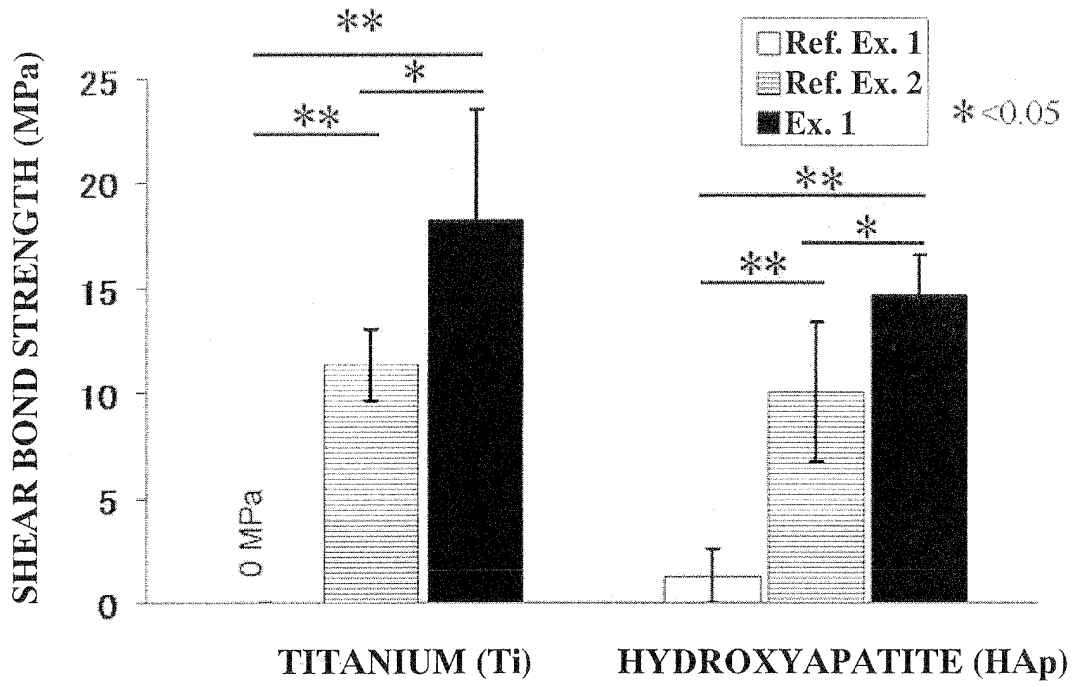 **
*
**
Ref. Ex. 1
Ref. Ex. 2
Ex. 1
*<0.05
**
*
**
SHEAR BOND STRENGTH (MPa)
25
20
15
10
5
0
0 MPa
TITANIUM (Ti)
HYDROXYAPATITE (HAp)